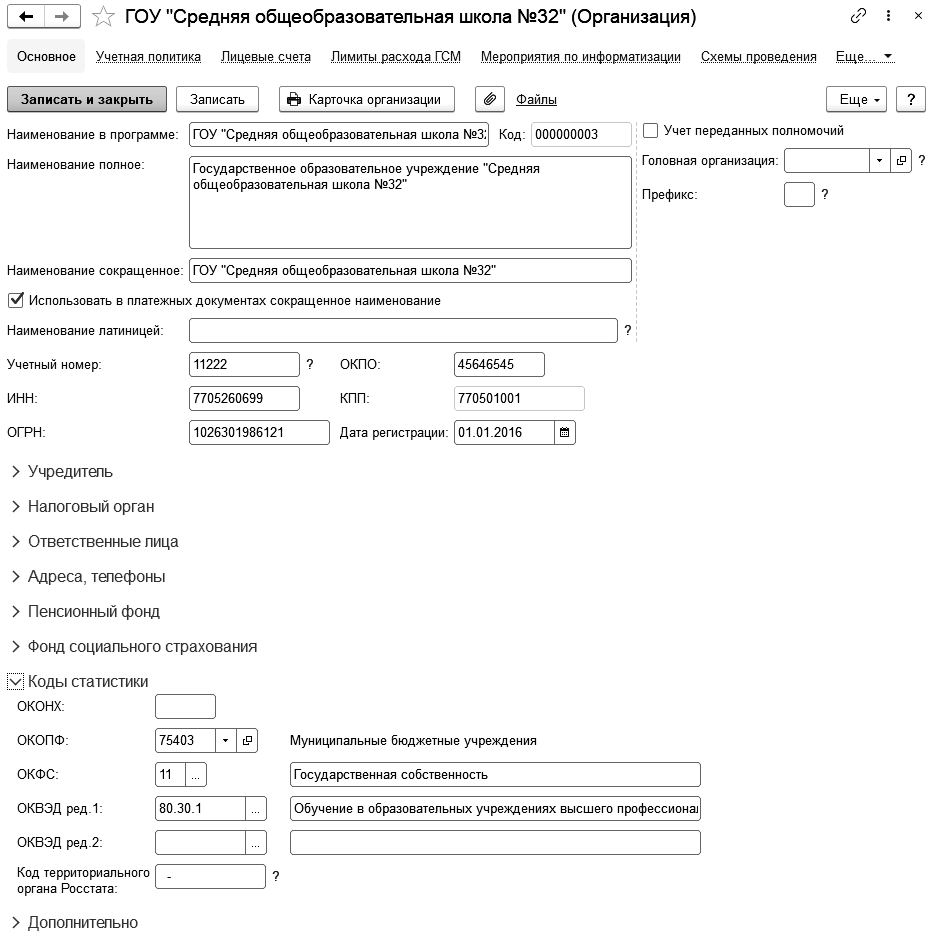 ГОУ "Средняя общеобразовательная школа №32" (Организация)
Основное Учетная политика Лицевые счета Лимиты расхода ГСМ Мероприятия по информатизации Схемы проведения Еще...
Записать и закрыть Записать Карточка организации Файлы Еще ?
Наименование в программе: ГОУ "Средняя общеобразовательная школа №32 Код: 000000003 Учет переданных полномочий
Наименование полное: Государственное образовательное учреждение "Средняя общеобразовательная школа №32" Головная организация: ?
Префикс: ?
Наименование сокращенное: ГОУ "Средняя общеобразовательная школа №32"
Использовать в платежных документах сокращенное наименование
Наименование латиницей: ?
Учетный номер: 11222 ? ОКПО: 45646545
ИНН: 7705260699 КПП: 770501001
ОГРН: 1026301986121 Дата регистрации: 01.01.2016
Учредитель
Налоговый орган
Ответственные лица
Адреса, телефоны
Пенсионный фонд
Фонд социального страхования
Коды статистики
ОКОНХ:
ОКОПФ: 75403 Муниципальные бюджетные учреждения
ОКФС: 11 ... Государственная собственность
ОКВЭД ред.1: 80.30.1 ... Обучение в образовательных учреждениях высшего профессионал
ОКВЭД ред.2: ...
Код территориального
органа Росстата: - ?
Дополнительно